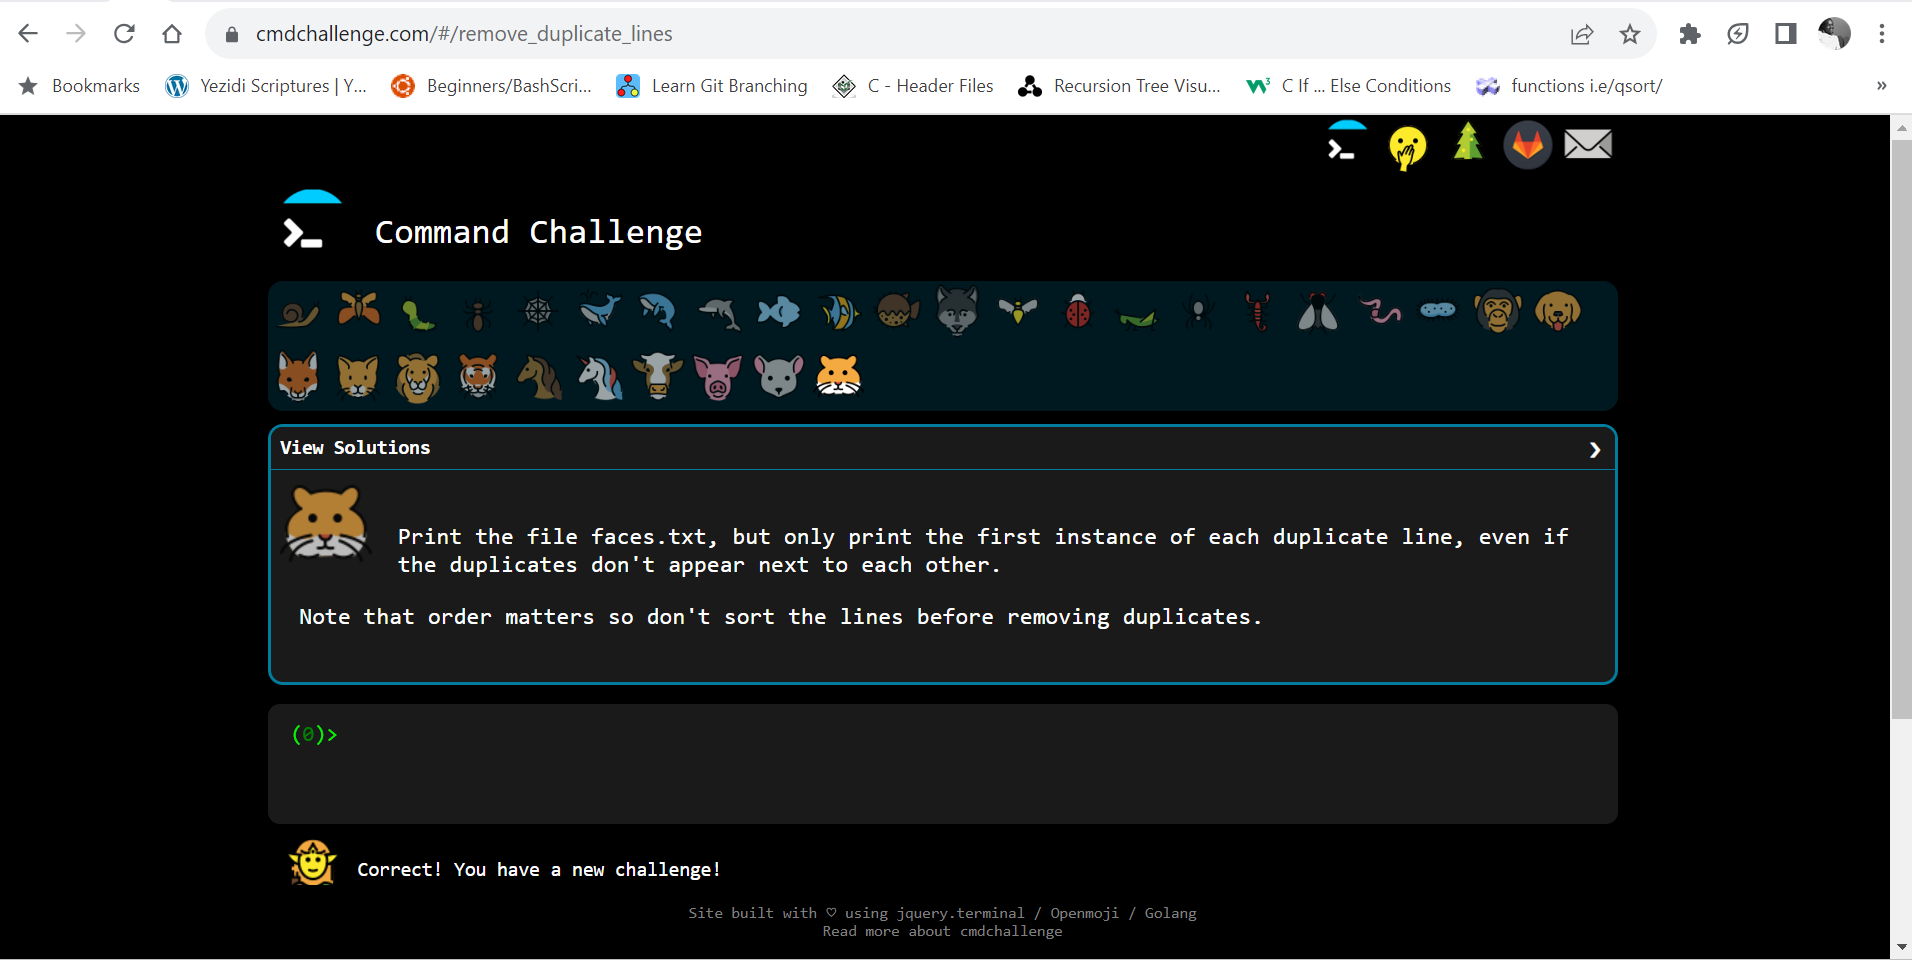 cmdchallenge.com/#/remove_duplicate_lines
Bookmarks Yezidi Scriptures | Y... Beginners/BashScri... Learn Git Branching C - Header Files Recursion Tree Visu... C If ... Else Conditions functions i.e/qsort/ »
Command Challenge
View Solutions
Print the file faces.txt, but only print the first instance of each duplicate line, even if
the duplicates don't appear next to each other.
Note that order matters so don't sort the lines before removing duplicates.
(0)>
Correct! You have a new challenge!
Site built with ♡ using jquery.terminal / Openmoji / Golang
Read more about cmdchallenge